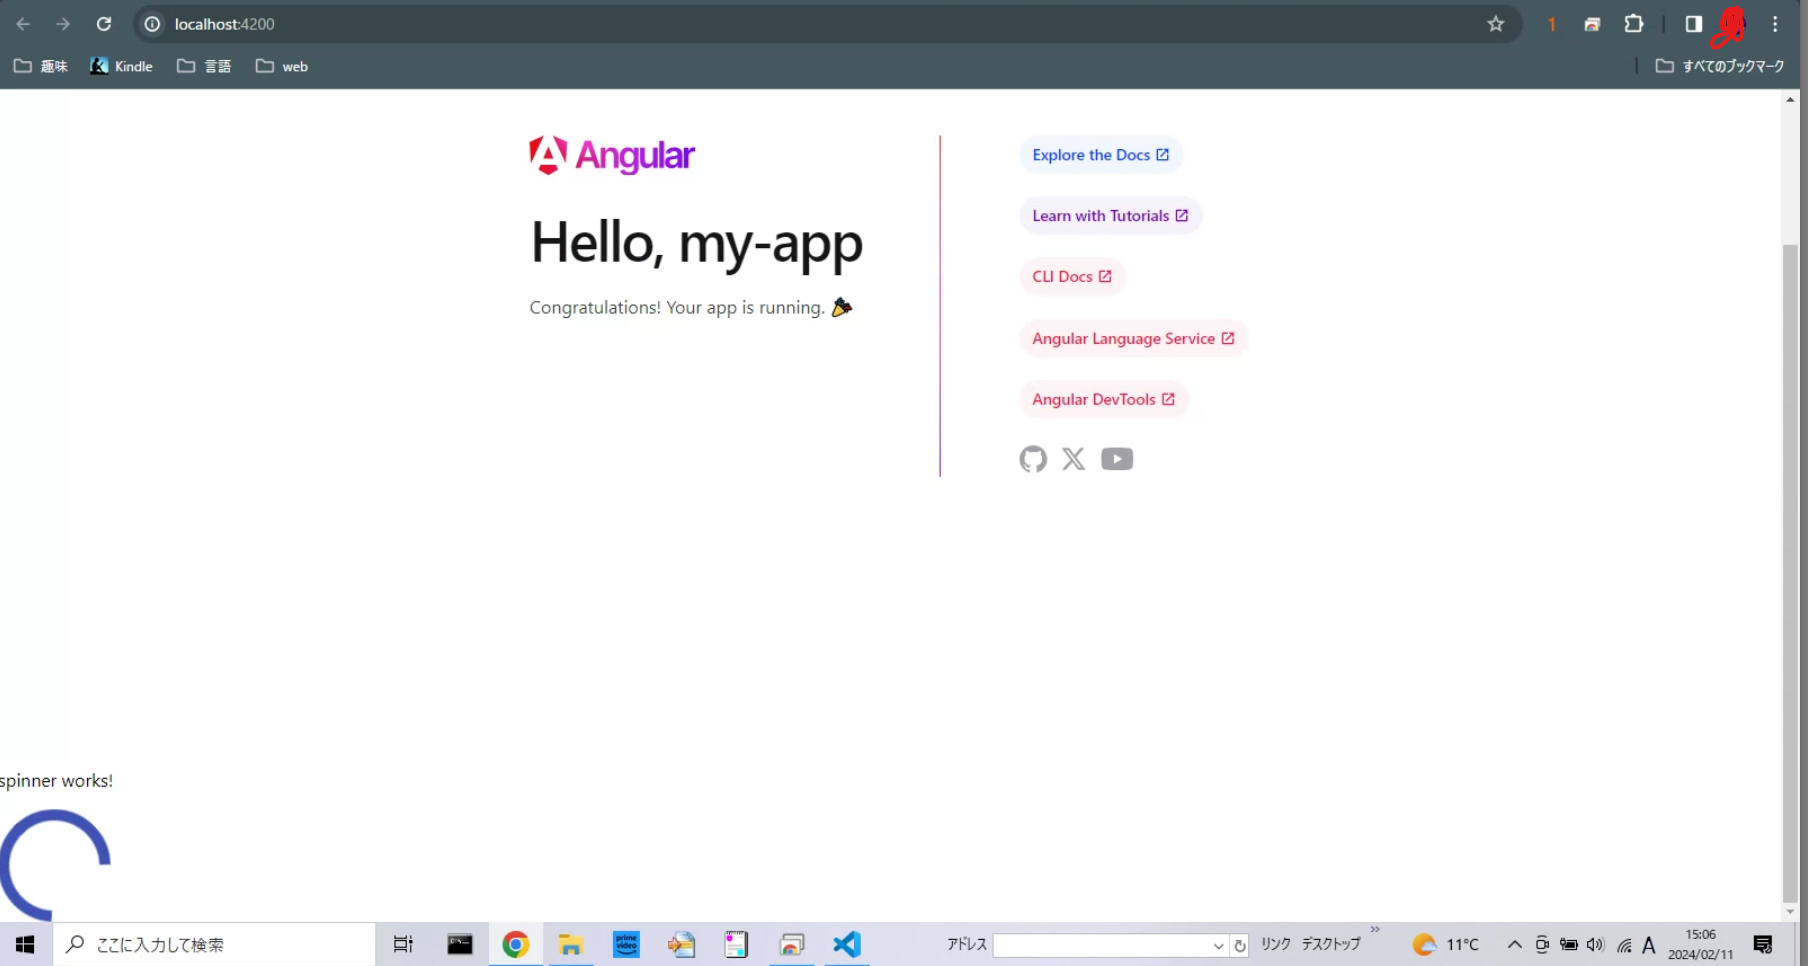 localhost:4200
1
趣味
Kindle
言語
web
すべてのブックマーク
Angular
Hello, my-app
Congratulations! Your app is running.
Explore the Docs
Learn with Tutorials
CLI Docs
Angular Language Service
Angular DevTools
spinner works!
ここに入力して検索
prime video
アドレス
リンク
デスクトップ
11°C
A
15:06
2024/02/11